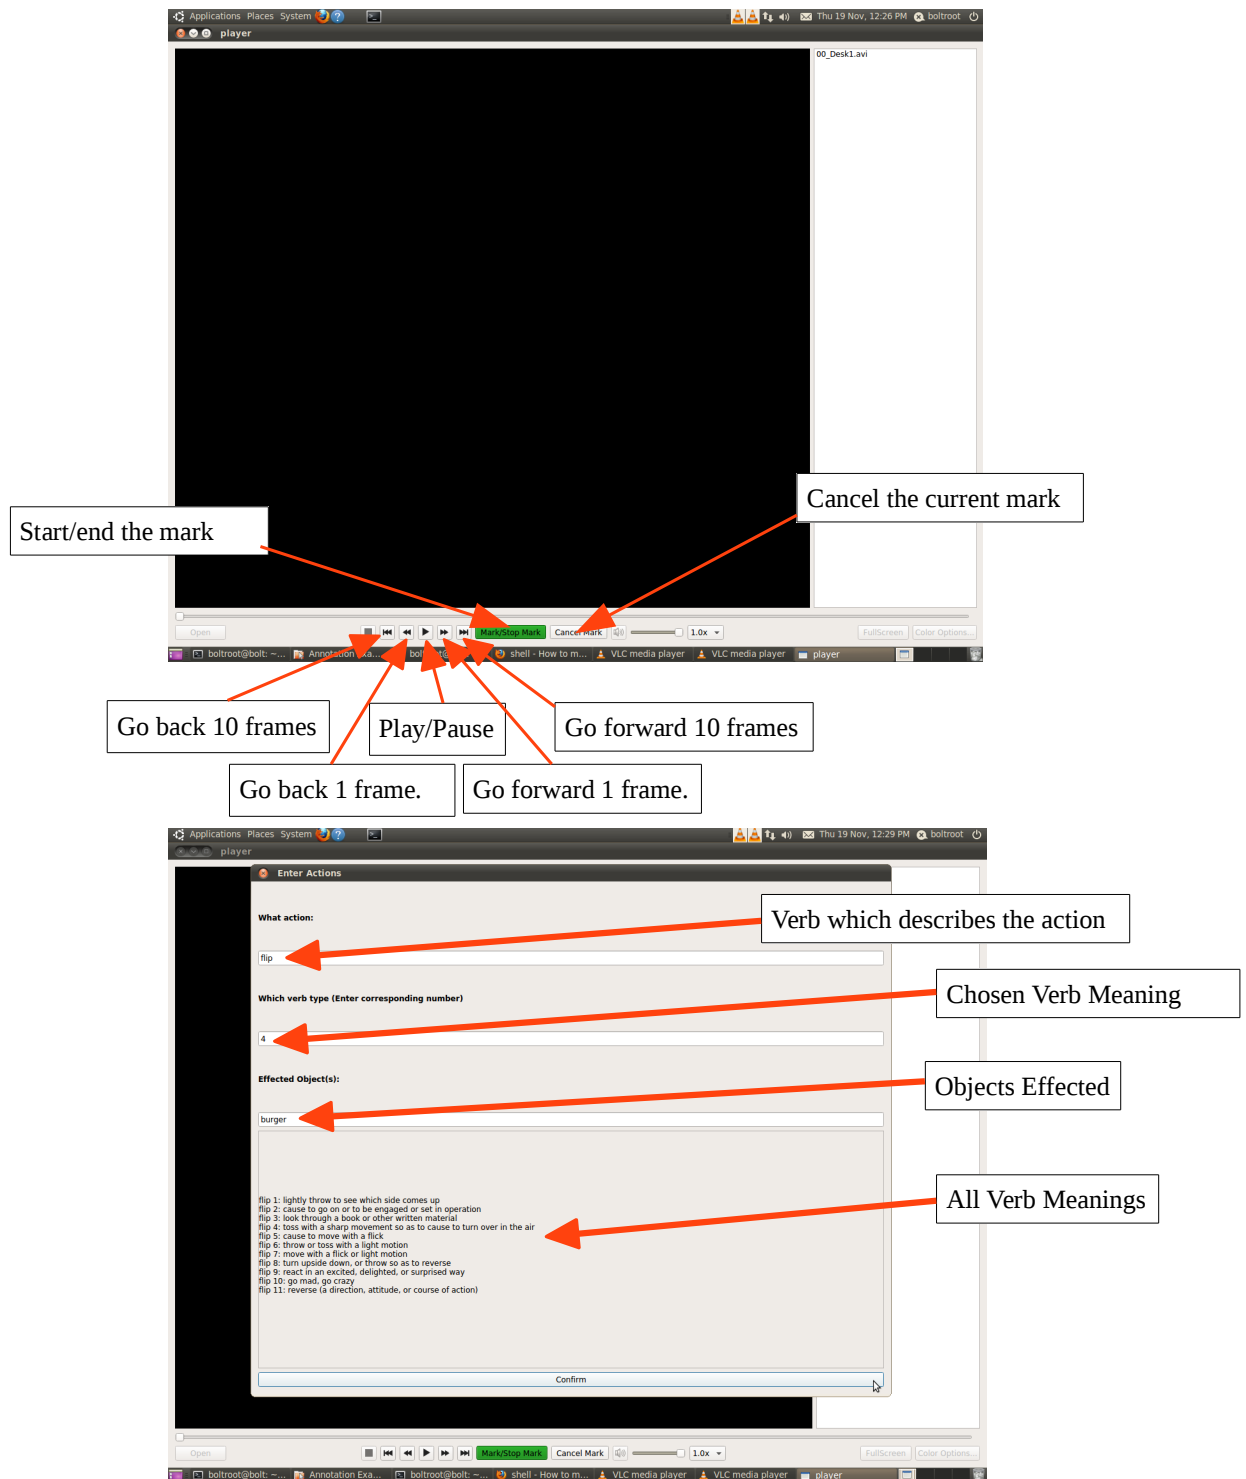 Applications Places System
Thu 19 Nov, 12:26 PM boltroot
player
00_Desk1.avi
Cancel the current mark
Start/end the mark
Open
Mark/Stop Mark
Cancel Mark
1.0x
FullScreen
Color Options...
boltroot@bolt: ~...
Annotation Exa...
shell - How to m...
VLC media player
VLC media player
player
Go back 10 frames
Play/Pause
Go forward 10 frames
Go back 1 frame.
Go forward 1 frame.
Applications Places System
Thu 19 Nov, 12:29 PM boltroot
player
Enter Actions
What action:
Verb which describes the action
flip
Which verb type (Enter corresponding number)
Chosen Verb Meaning
4
Effected Object(s):
Objects Effected
burger
All Verb Meanings
flip 1: lightly throw to see which side comes up
flip 2: cause to go on or to be engaged or set in operation
flip 3: look through a book or other written material
flip 4: toss with a sharp movement so as to cause to turn over in the air
flip 5: cause to move with a flick
flip 6: throw or toss with a light motion
flip 7: move with a flick or light motion
flip 8: turn upside down, or throw so as to reverse
flip 9: react in an excited, delighted, or surprised way
flip 10: go mad, go crazy
flip 11: reverse (a direction, attitude, or course of action)
Confirm
Open
Mark/Stop Mark
Cancel Mark
1.0x
FullScreen
Color Options...
boltroot@bolt: ~...
Annotation Exa...
boltroot@bolt: ~...
shell - How to m...
VLC media player
VLC media player
player